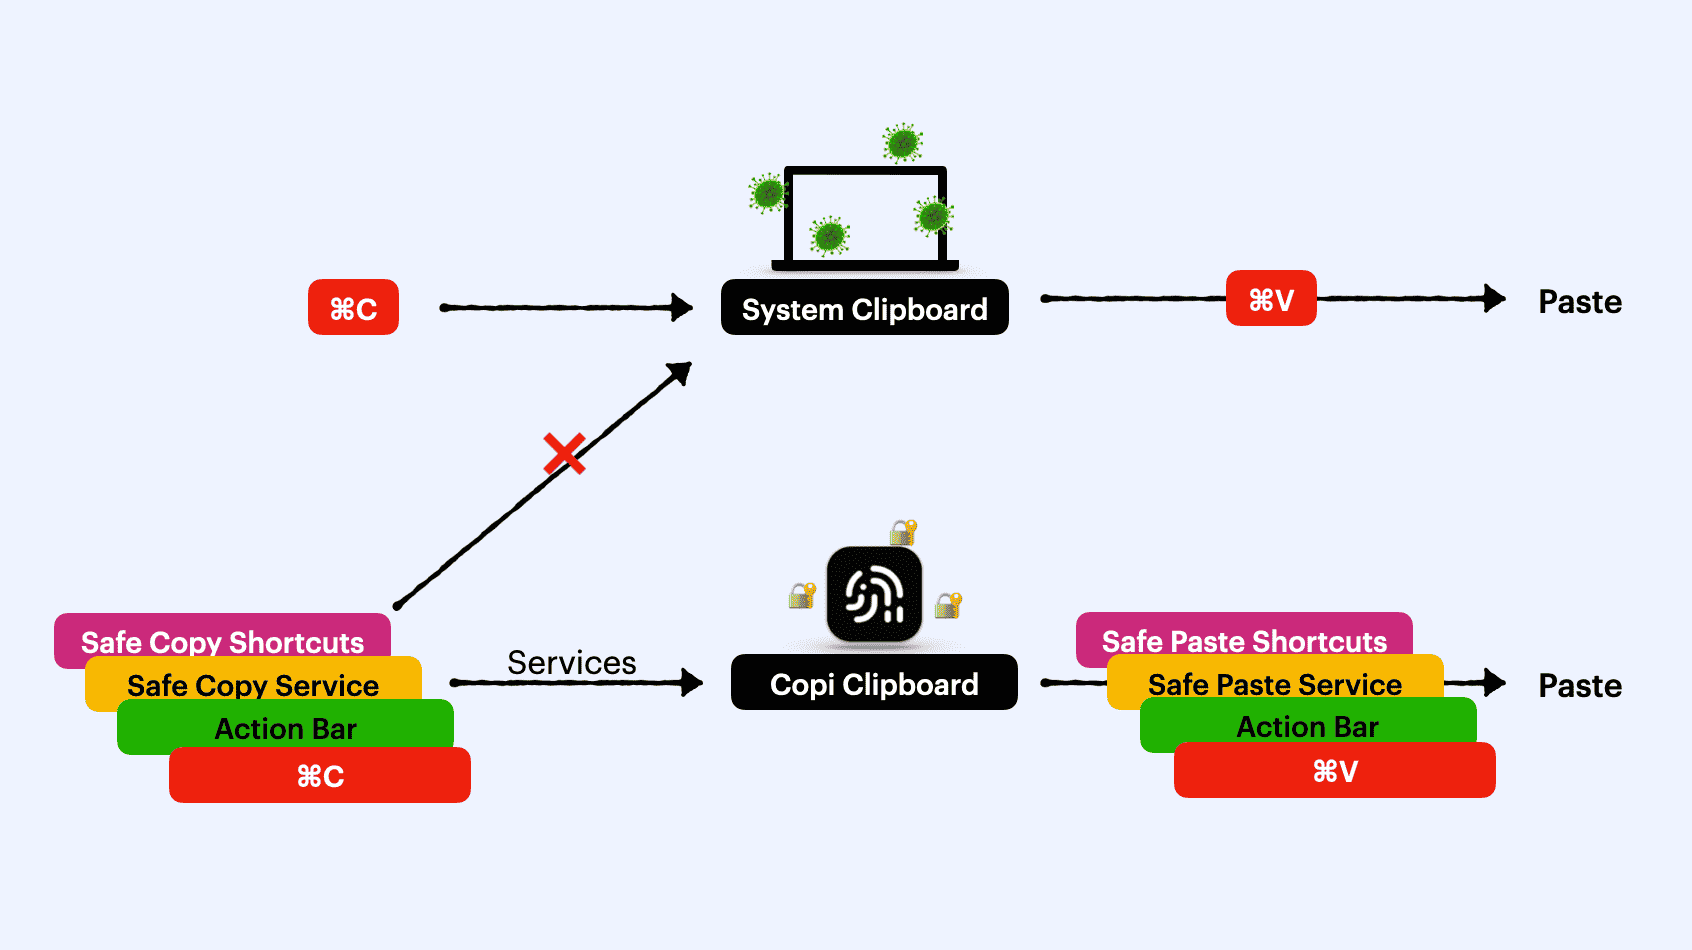 ⌘C
System Clipboard
⌘V
Paste
Safe Copy Shortcuts
Safe Copy Service
Action Bar
⌘C
Services
Copi Clipboard
Safe Paste Shortcuts
Safe Paste Service
Action Bar
⌘V
Paste